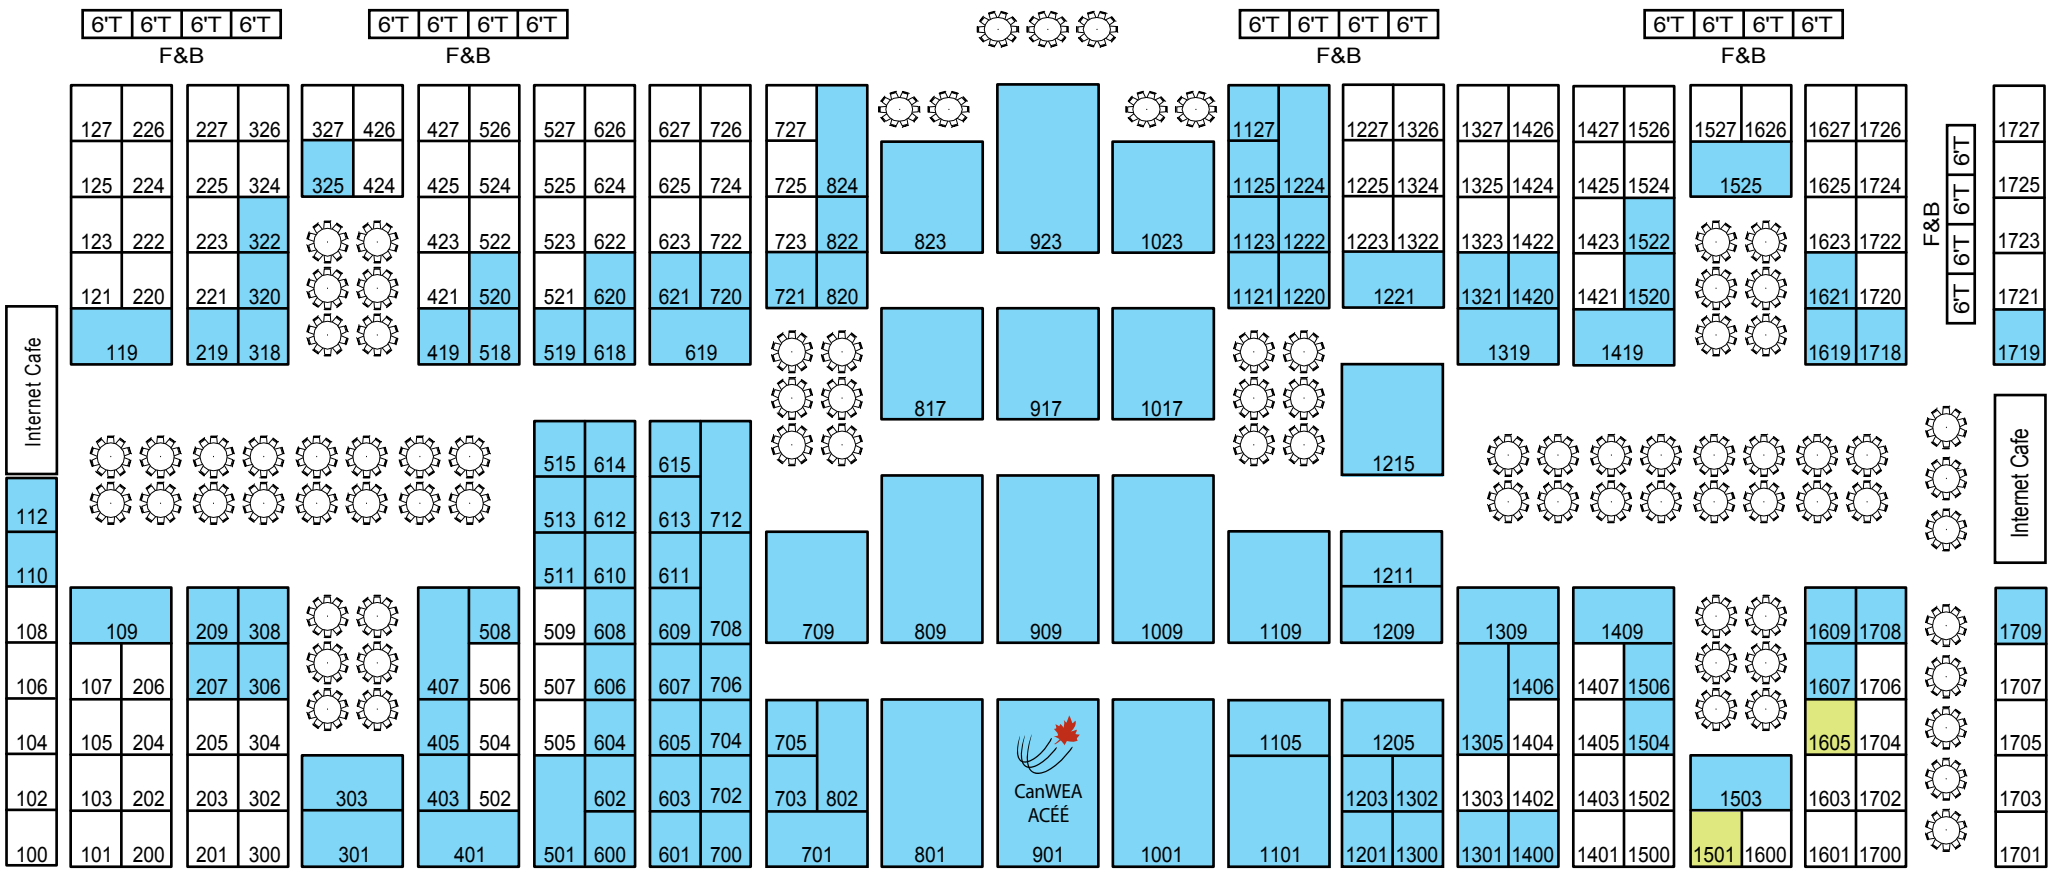 6'T 6'T 6'T 6'T 6'T 6'T 6'T 6'T 6'T 6'T 6'T 6'T 6'T 6'T 6'T 6'T
F&B F&B F&B F&B
127 226 227 326 327 426 427 526 527 626 627 726 727 1127 1227 1326 1327 1426 1427 1526 1527 1626 1627 1726 1727
125 224 225 324 325 424 425 524 525 624 625 724 725 824 1125 1224 1225 1324 1325 1424 1425 1524 1525 1625 1724 1725
123 222 223 322 423 522 523 622 623 722 723 822 823 923 1023 1123 1222 1223 1322 1323 1422 1423 1522 1623 1722 1723
F&B
6'T 6'T 6'T 6'T
121 220 221 320 421 520 521 620 621 720 721 820 1121 1220 1221 1321 1420 1421 1520 1621 1720 1721
119 219 318 419 518 519 618 619 1319 1419 1619 1718 1719
Internet Cafe
817 917 1017
515 614 615 1215
Internet Cafe
112 513 612 613 712
110 511 610 611 1211
108 109 209 308 508 509 608 609 708 709 809 909 1009 1109 1209 1309 1409 1609 1708 1709
106 107 206 207 306 407 506 507 606 607 706 1406 1407 1506 1607 1706 1707
104 105 204 205 304 405 504 505 604 605 704 705 1105 1205 1305 1404 1405 1504 1605 1704 1705
CanWEA
102 103 202 203 302 303 403 502 602 603 702 703 802 1203 1302 1303 1402 1403 1502 1503 1603 1702 1703
ACÉÉ
100 101 200 201 300 301 401 501 600 601 700 701 801 901 1001 1101 1201 1300 1301 1400 1401 1500 1501 1600 1601 1700 1701